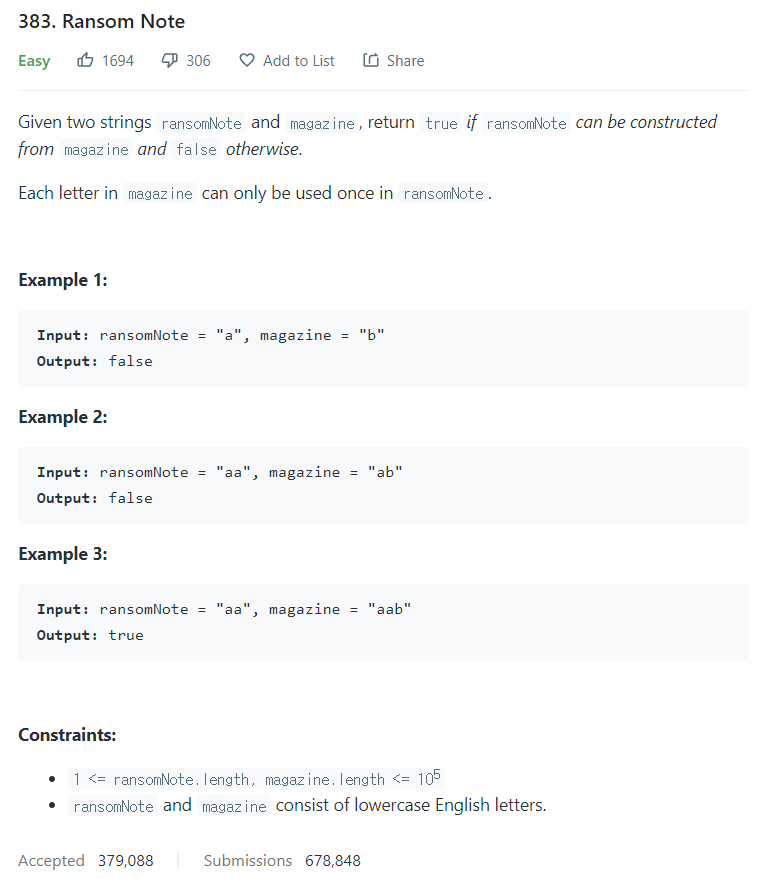 383. Ransom Note
Easy 1694 306 Add to List Share
Given two strings ransomNote and magazine, return true if ransomNote can be constructed
from magazine and false otherwise.
Each letter in magazine can only be used once in ransomNote.
Example 1:
Input: ransomNote = "a", magazine = "b"
Output: false
Example 2:
Input: ransomNote = "aa", magazine = "ab"
Output: false
Example 3:
Input: ransomNote = "aa", magazine = "aab"
Output: true
Constraints:
• 1 <= ransomNote.length, magazine.length <= 10⁵
• ransomNote and magazine consist of lowercase English letters.
Accepted 379,088 Submissions 678,848